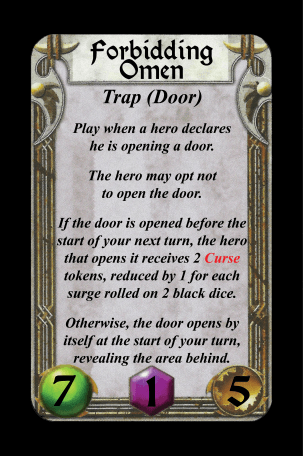 Forbidding
Omen
Trap (Door)
Play when a hero declares
he is opening a door.
The hero may opt not
to open the door.
If the door is opened before the
start of your next turn, the hero
that opens it receives 2 Curse
tokens, reduced by 1 for each
surge rolled on 2 black dice.
Otherwise, the door opens by
itself at the start of your turn,
revealing the area behind.
7 1 5